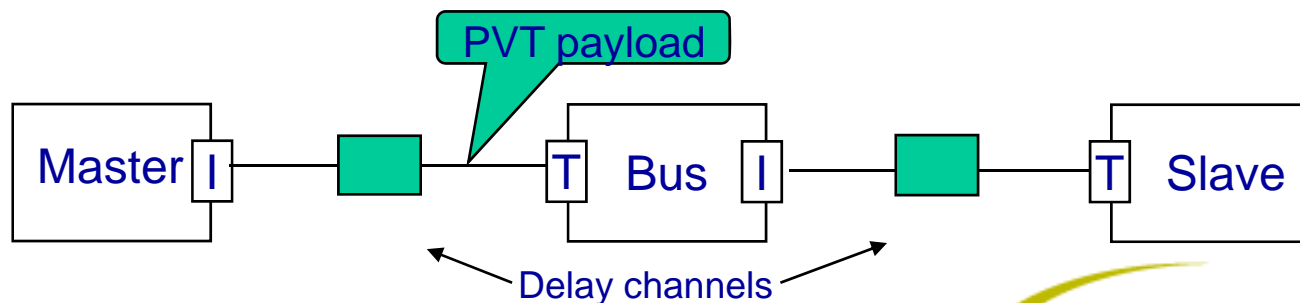 PVT payload
Master I
T Bus I
T Slave
Delay channels